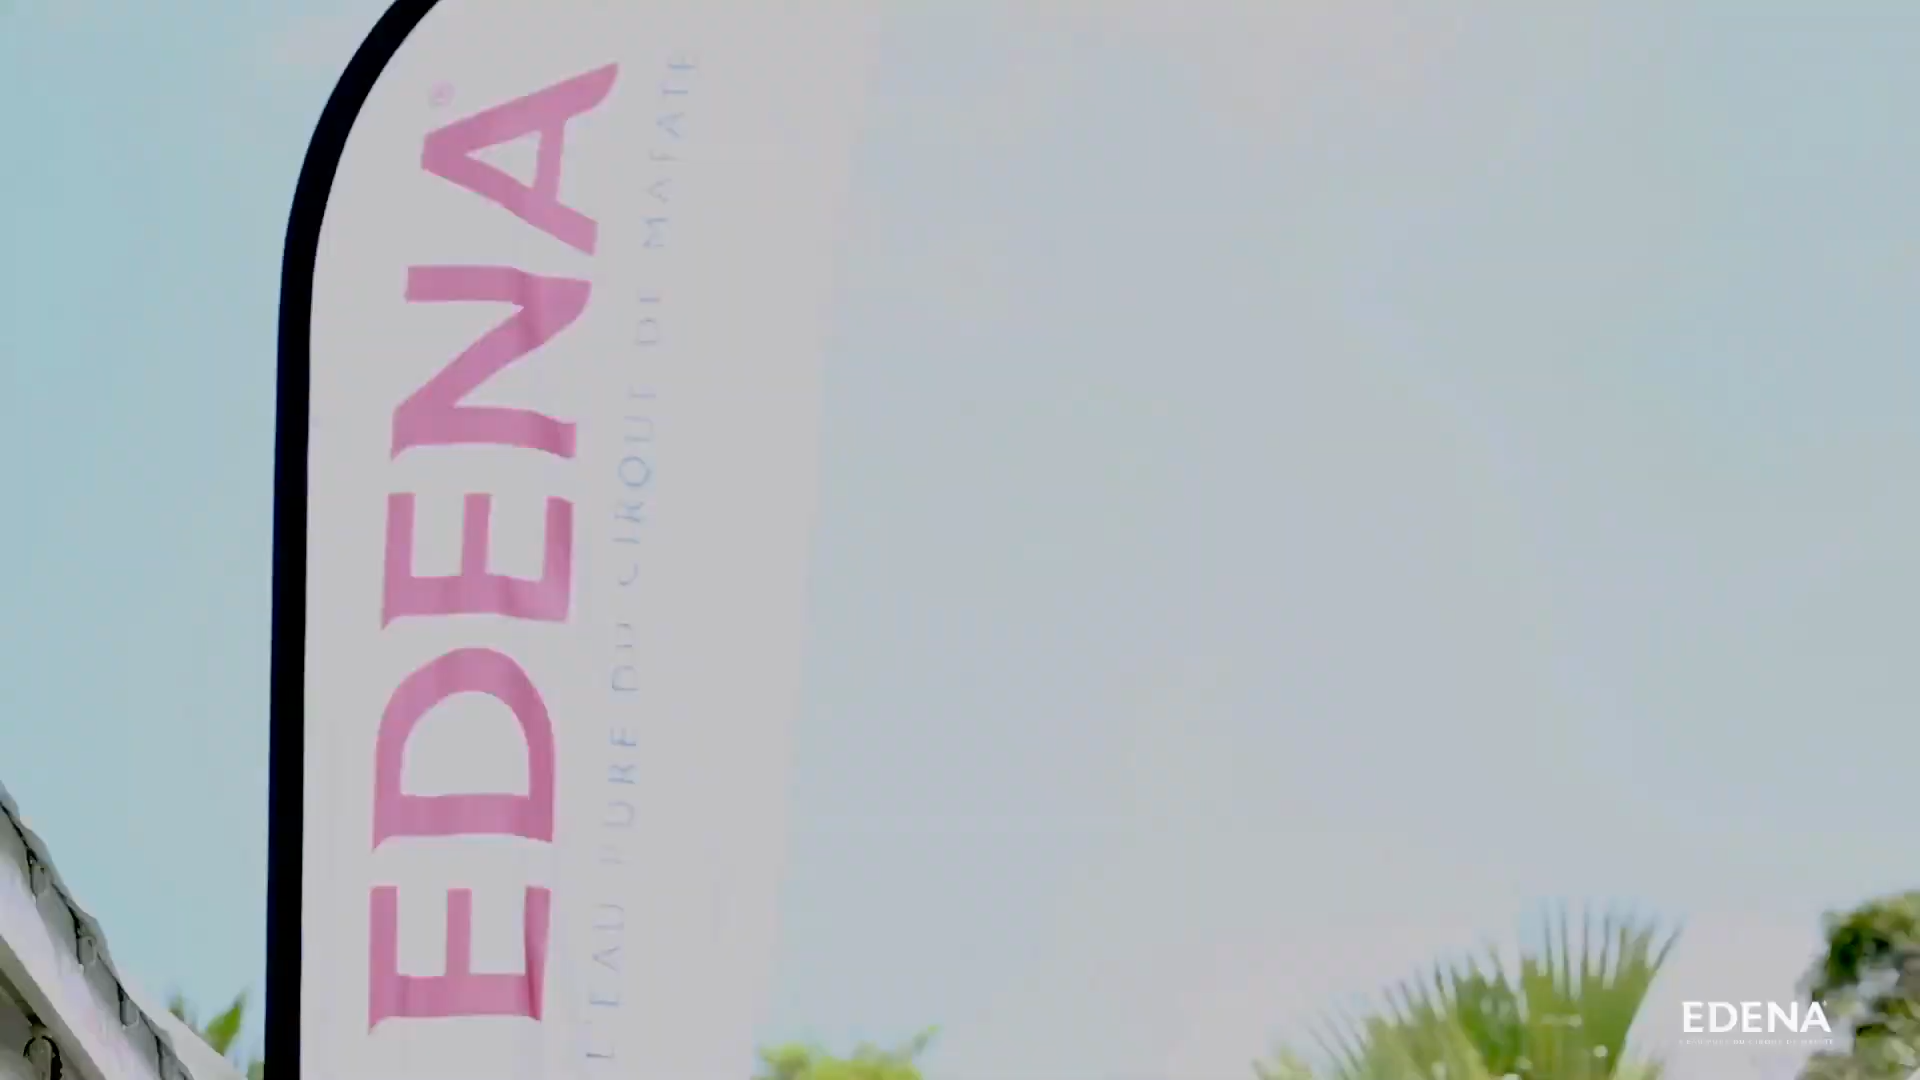 EDENA®
L'EAU PURE DU CIRQUE DE MAFATE
EDENA